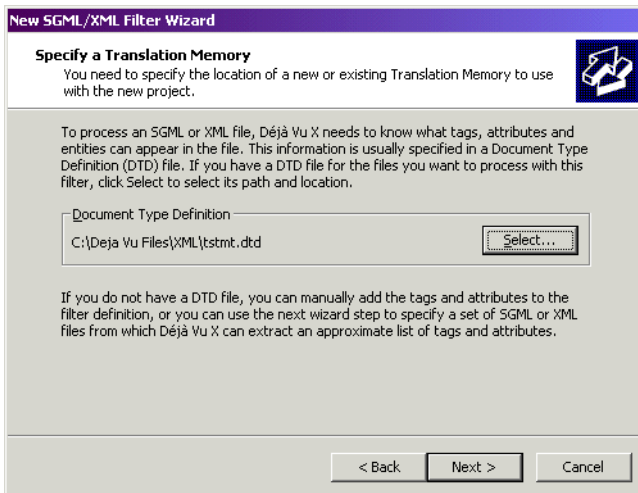 New SGML/XML Filter Wizard
Specify a Translation Memory
You need to specify the location of a new or existing Translation Memory to use
with the new project.
To process an SGML or XML file, Déjà Vu X needs to know what tags, attributes and
entities can appear in the file. This information is usually specified in a Document Type
Definition (DTD) file. If you have a DTD file for the files you want to process with this
filter, click Select to select its path and location.
Document Type Definition
C:\Deja Vu Files\XML\tstmt.dtd
Select...
If you do not have a DTD file, you can manually add the tags and attributes to the
filter definition, or you can use the next wizard step to specify a set of SGML or XML
files from which Déjà Vu X can extract an approximate list of tags and attributes.
< Back
Next >
Cancel